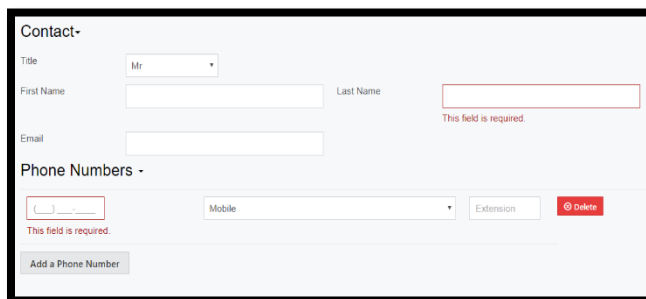 Contact
Title Mr
First Name Last Name
This field is required.
Email
Phone Numbers
(___) ___-____ Mobile Extension Delete
This field is required.
Add a Phone Number